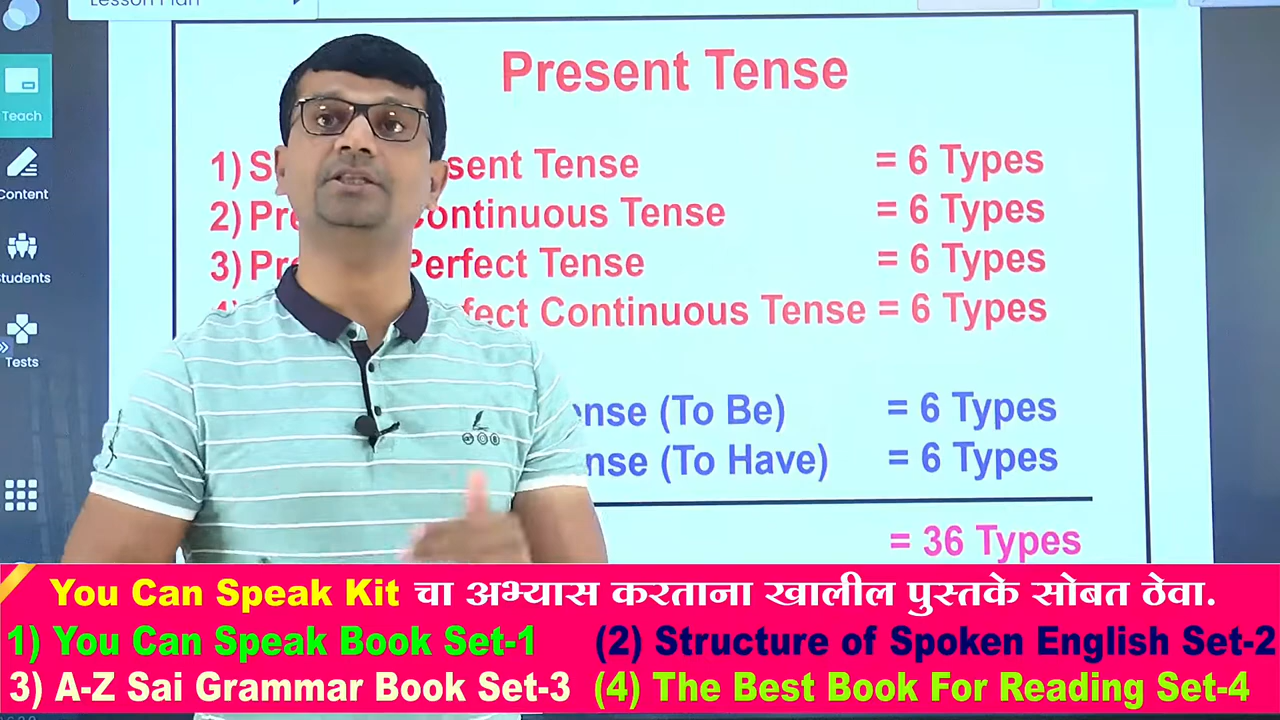 Lesson Plan
Teach
Content
Students
Tests
Present Tense
1) S sent Tense = 6 Types
2) Pr ontinuous Tense = 6 Types
3) Pr Perfect Tense = 6 Types
fect Continuous Tense = 6 Types
ense (To Be) = 6 Types
nse (To Have) = 6 Types
= 36 Types
You Can Speak Kit चा अभ्यास करताना खालील पुस्तके सोबत ठेवा.
1) You Can Speak Book Set-1 (2) Structure of Spoken English Set-2
3) A-Z Sai Grammar Book Set-3 (4) The Best Book For Reading Set-4